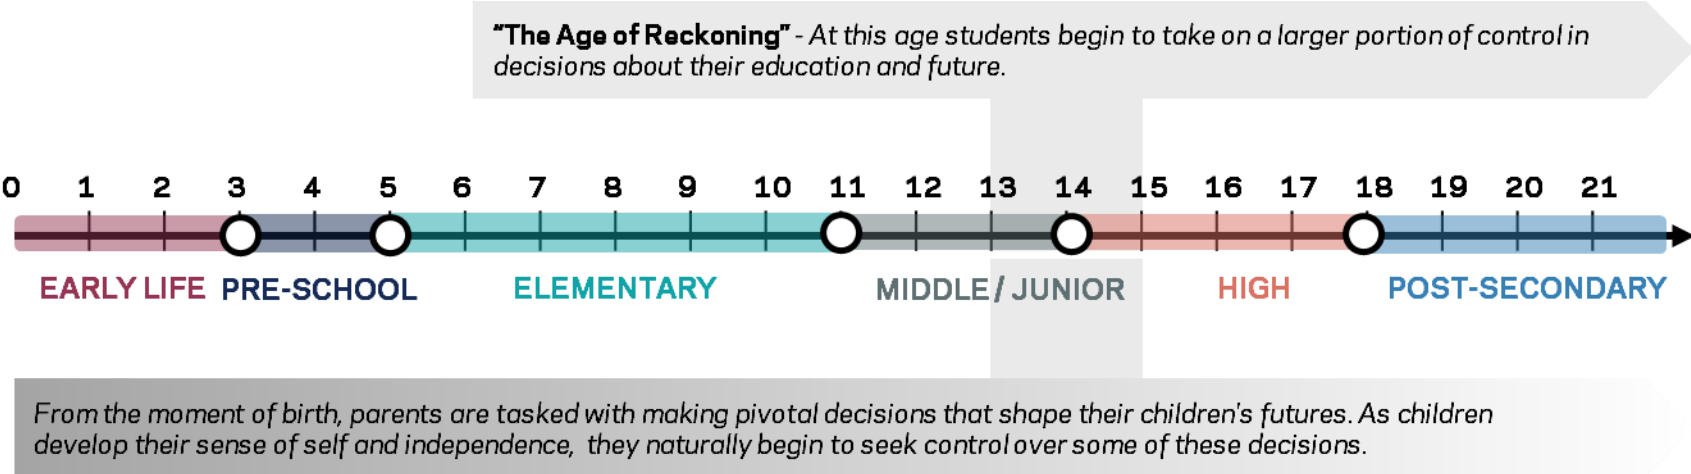 "The Age of Reckoning" - At this age students begin to take on a larger portion of control in
decisions about their education and future.
0 1 2 3 4 5 6 7 8 9 10 11 12 13 14 15 16 17 18 19 20 21
EARLY LIFE PRE-SCHOOL ELEMENTARY MIDDLE / JUNIOR HIGH POST-SECONDARY
From the moment of birth, parents are tasked with making pivotal decisions that shape their children's futures. As children
develop their sense of self and independence, they naturally begin to seek control over some of these decisions.